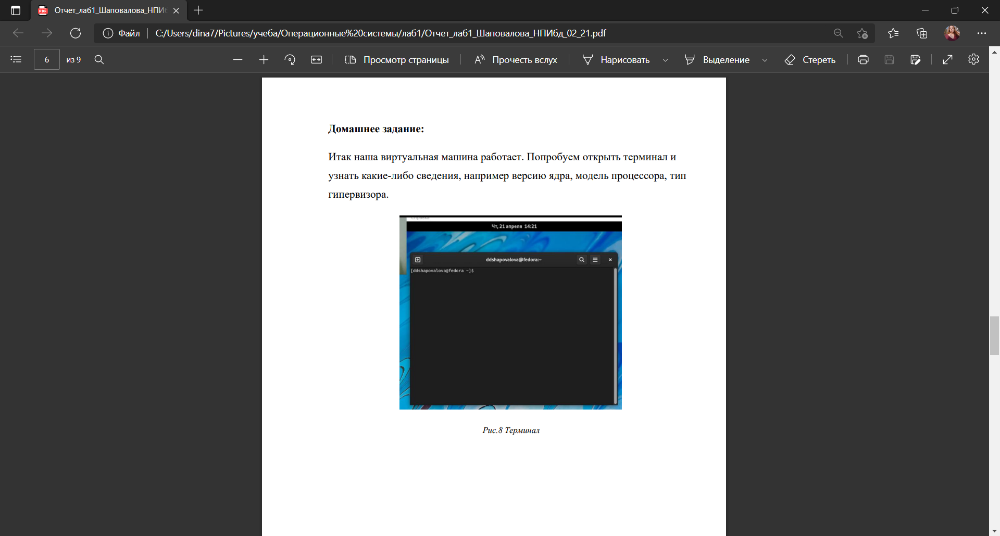 Отчет_лаб1_Шаповалова_НПИб
Файл
C:/Users/dina7/Pictures/учеба/Операционные%20системы/лаб1/Отчет_лаб1_Шаповалова_НПИбд_02_21.pdf
6 из 9
Просмотр страницы
Прочесть вслух
Нарисовать
Выделение
Стереть
Домашнее задание:
Итак наша виртуальная машина работает. Попробуем открыть терминал и
узнать какие-либо сведения, например версию ядра, модель процессора, тип
гипервизора.
Справка
Чт, 21 апреля 14:21
ddshapovalova@fedora:~
[ddshapovalova@fedora ~]$
Рис.8 Терминал